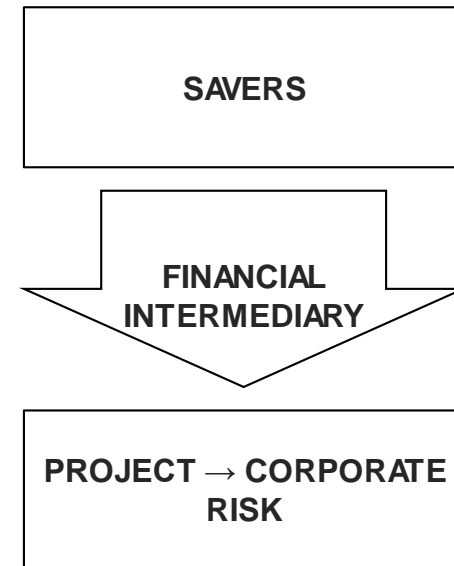 SAVERS
FINANCIAL
INTERMEDIARY
PROJECT → CORPORATE
RISK